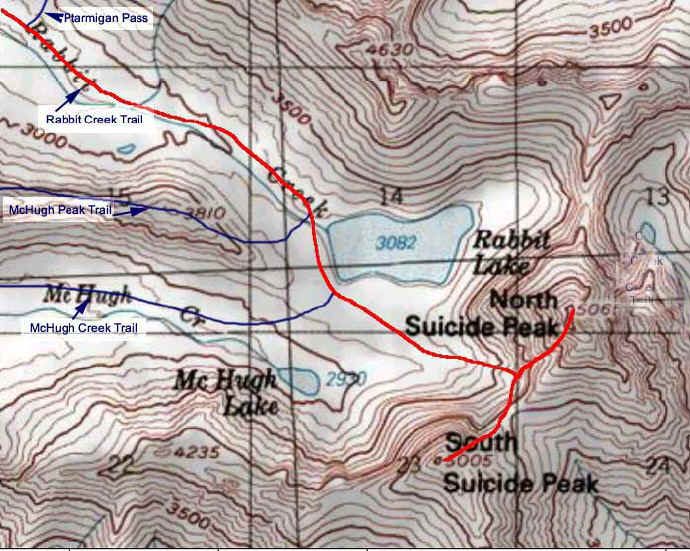 Ptarmigan Pass
Rabbit
4630
3500
Rabbit Creek Trail
3500
3000
Creek
15
14
13
McHugh Peak Trail
3810
3082
Rabbit
Lake
McHugh
Cr
North
Suicide Peak
McHugh Creek Trail
Mc Hugh
Lake
South
5005
Suicide Peak
22
4235
23
24
3500